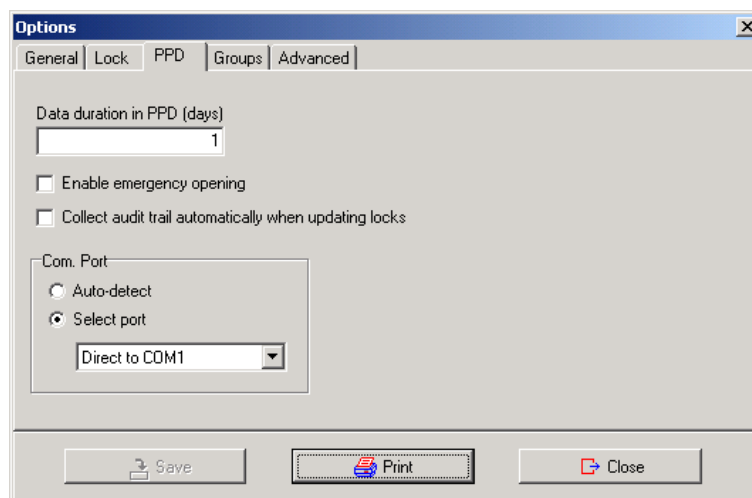 Options
General Lock PPD Groups Advanced
Data duration in PPD (days)
1
Enable emergency opening
Collect audit trail automatically when updating locks
Com. Port
Auto-detect
Select port
Direct to COM1
Save Print Close